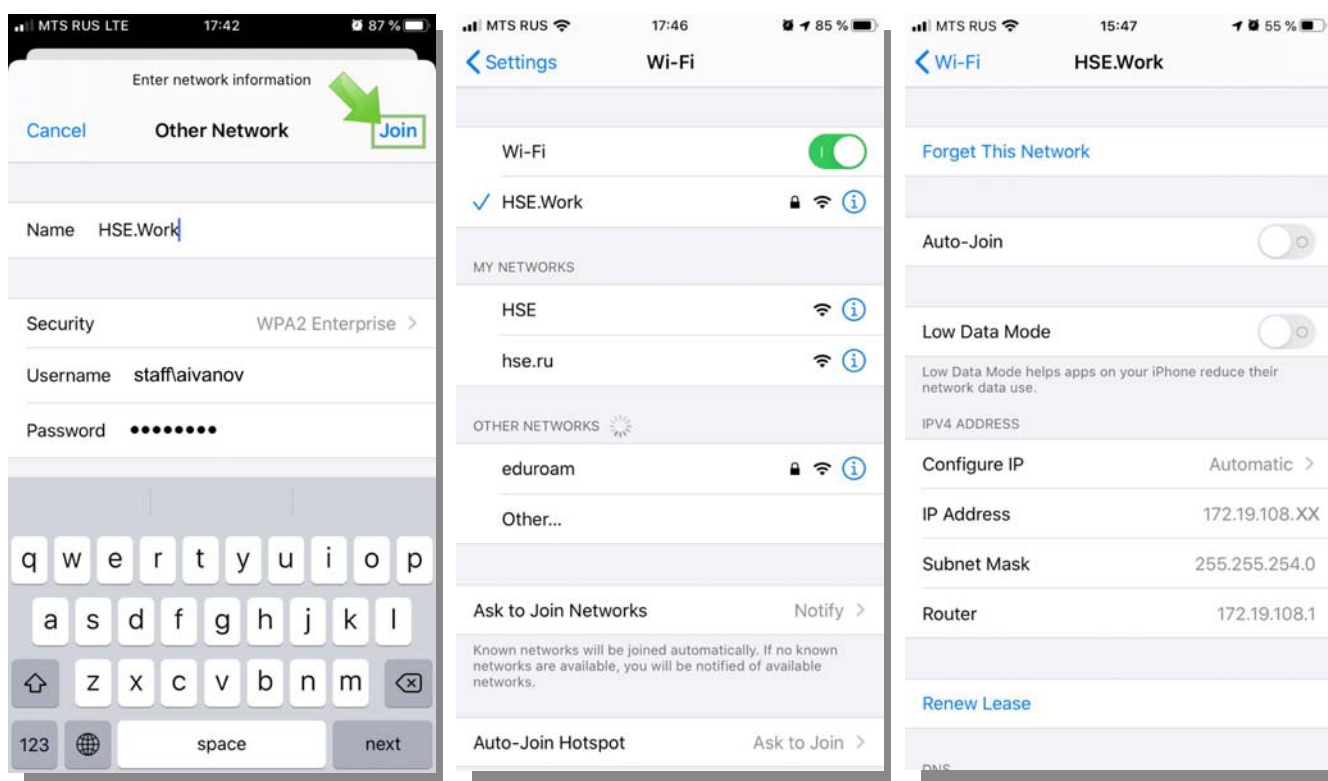 MTS RUS LTE 17:42 87 %
Enter network information
Cancel Other Network Join
Name HSE.Work
Security WPA2 Enterprise >
Username staff\aivanov
Password ••••••••
q w e r t y u i o p
a s d f g h j k l
z x c v b n m
123 space next
MTS RUS 17:46 85 %
Settings Wi-Fi
Wi-Fi
HSE.Work
MY NETWORKS
HSE
hse.ru
OTHER NETWORKS
eduroam
Other...
Ask to Join Networks Notify >
Known networks will be joined automatically. If no known
networks are available, you will be notified of available
networks.
Auto-Join Hotspot Ask to Join >
MTS RUS 15:47 55 %
Wi-Fi HSE.Work
Forget This Network
Auto-Join
Low Data Mode
Low Data Mode helps apps on your iPhone reduce their
network data use.
IPV4 ADDRESS
Configure IP Automatic >
IP Address 172.19.108.XX
Subnet Mask 255.255.254.0
Router 172.19.108.1
Renew Lease
DNS